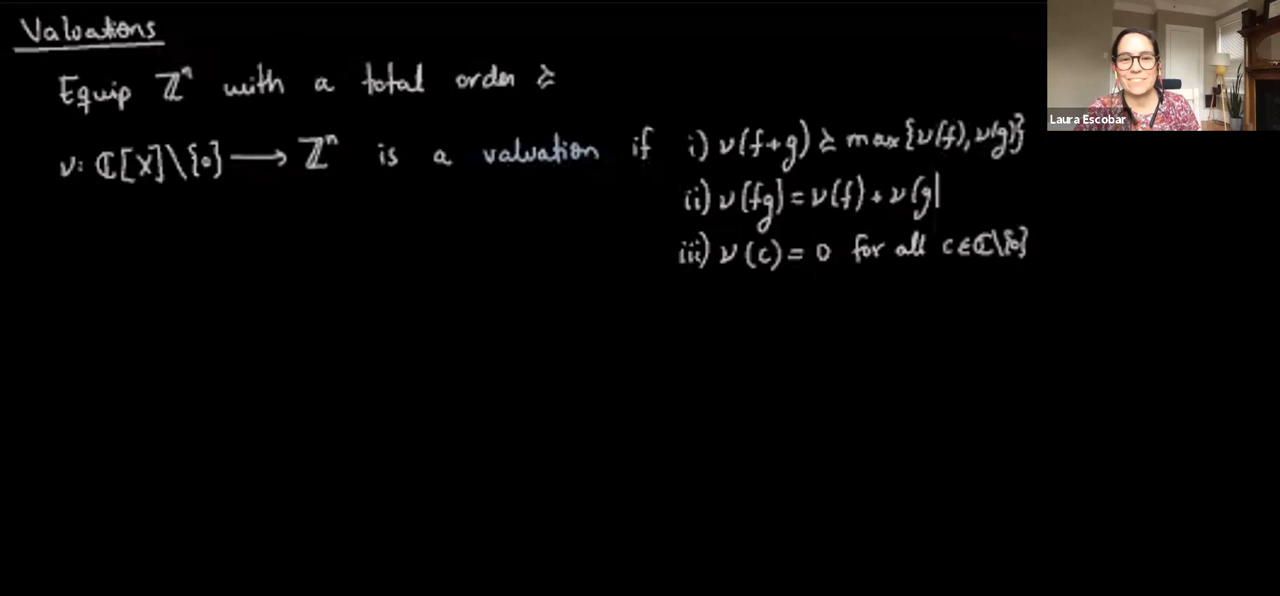 Valuations
Laura Escobar
Equip ℤⁿ with a total order ≽
ν: ℂ[X]\{0} ⟶ ℤⁿ is a valuation if i) ν(f+g) ≽ max{ν(f), ν(g)}
ii) ν(fg) = ν(f) + ν(g)
iii) ν(c) = 0 for all c∈ℂ\{0}